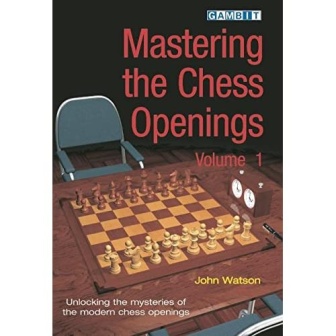 GAMBIT
Mastering
the Chess
Openings
Volume 1
John Watson
Unlocking the mysteries of
the modern chess openings